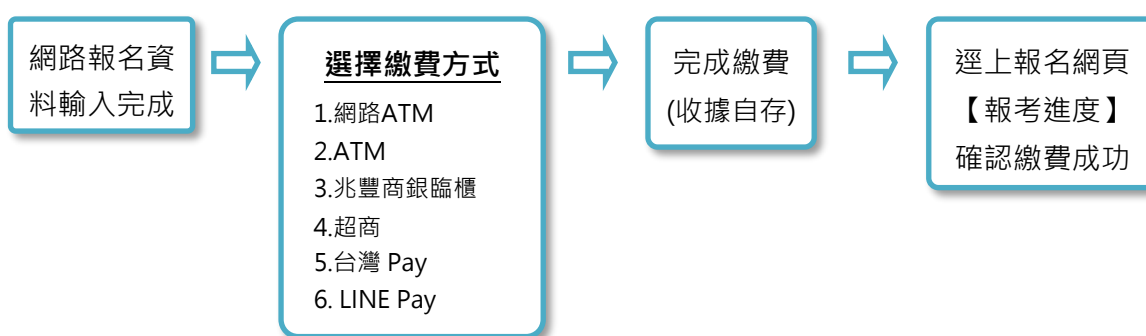 網路報名資
料輸入完成
選擇繳費方式
1.網路ATM
2.ATM
3.兆豐商銀臨櫃
4.超商
5.台灣 Pay
6. LINE Pay
完成繳費
(收據自存)
逕上報名網頁
【報考進度】
確認繳費成功